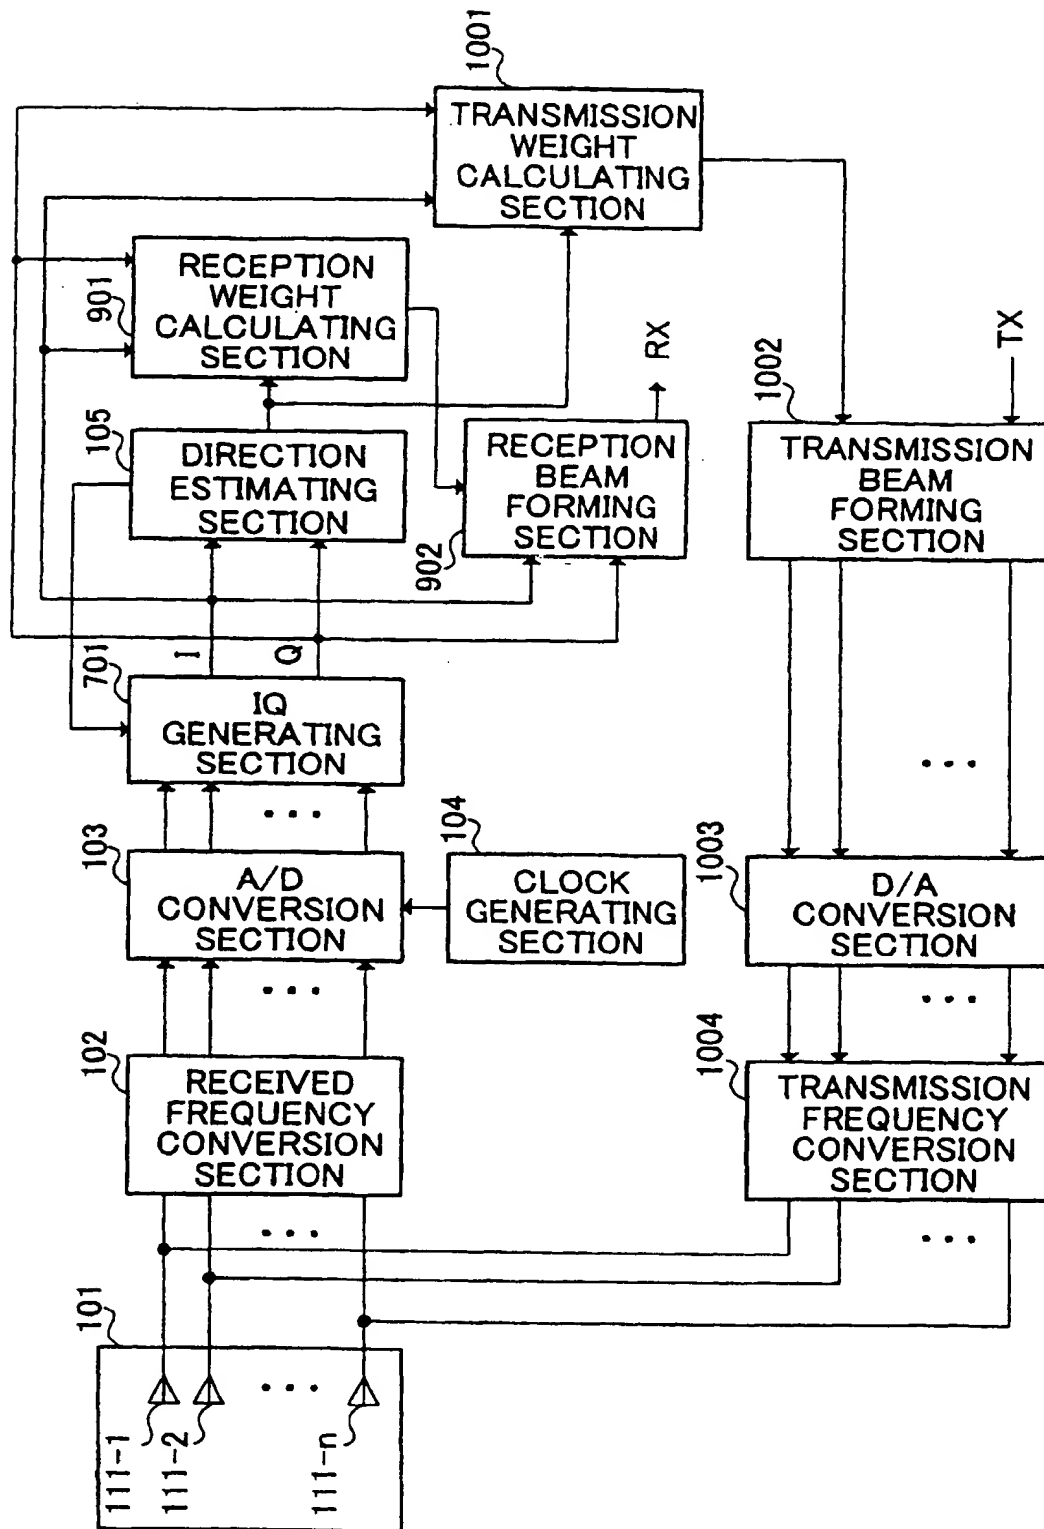 101
111-1
111-2
111-n
102
RECEIVED
FREQUENCY
CONVERSION
SECTION
103
A/D
CONVERSION
SECTION
104
CLOCK
GENERATING
SECTION
701
IQ
GENERATING
SECTION
I
Q
105
DIRECTION
ESTIMATING
SECTION
901
RECEPTION
WEIGHT
CALCULATING
SECTION
902
RECEPTION
BEAM
FORMING
SECTION
RX
1001
TRANSMISSION
WEIGHT
CALCULATING
SECTION
1002
TRANSMISSION
BEAM
FORMING
SECTION
TX
1003
D/A
CONVERSION
SECTION
1004
TRANSMISSION
FREQUENCY
CONVERSION
SECTION